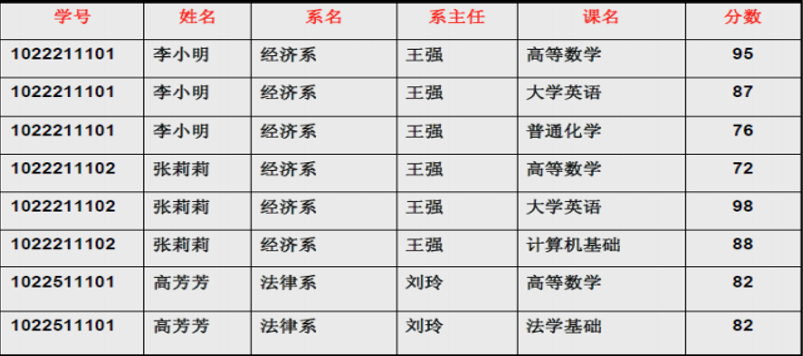 学号 姓名 系名 系主任 课名 分数
1022211101 李小明 经济系 王强 高等数学 95
1022211101 李小明 经济系 王强 大学英语 87
1022211101 李小明 经济系 王强 普通化学 76
1022211102 张莉莉 经济系 王强 高等数学 72
1022211102 张莉莉 经济系 王强 大学英语 98
1022211102 张莉莉 经济系 王强 计算机基础 88
1022511101 高芳芳 法律系 刘玲 高等数学 82
1022511101 高芳芳 法律系 刘玲 法学基础 82